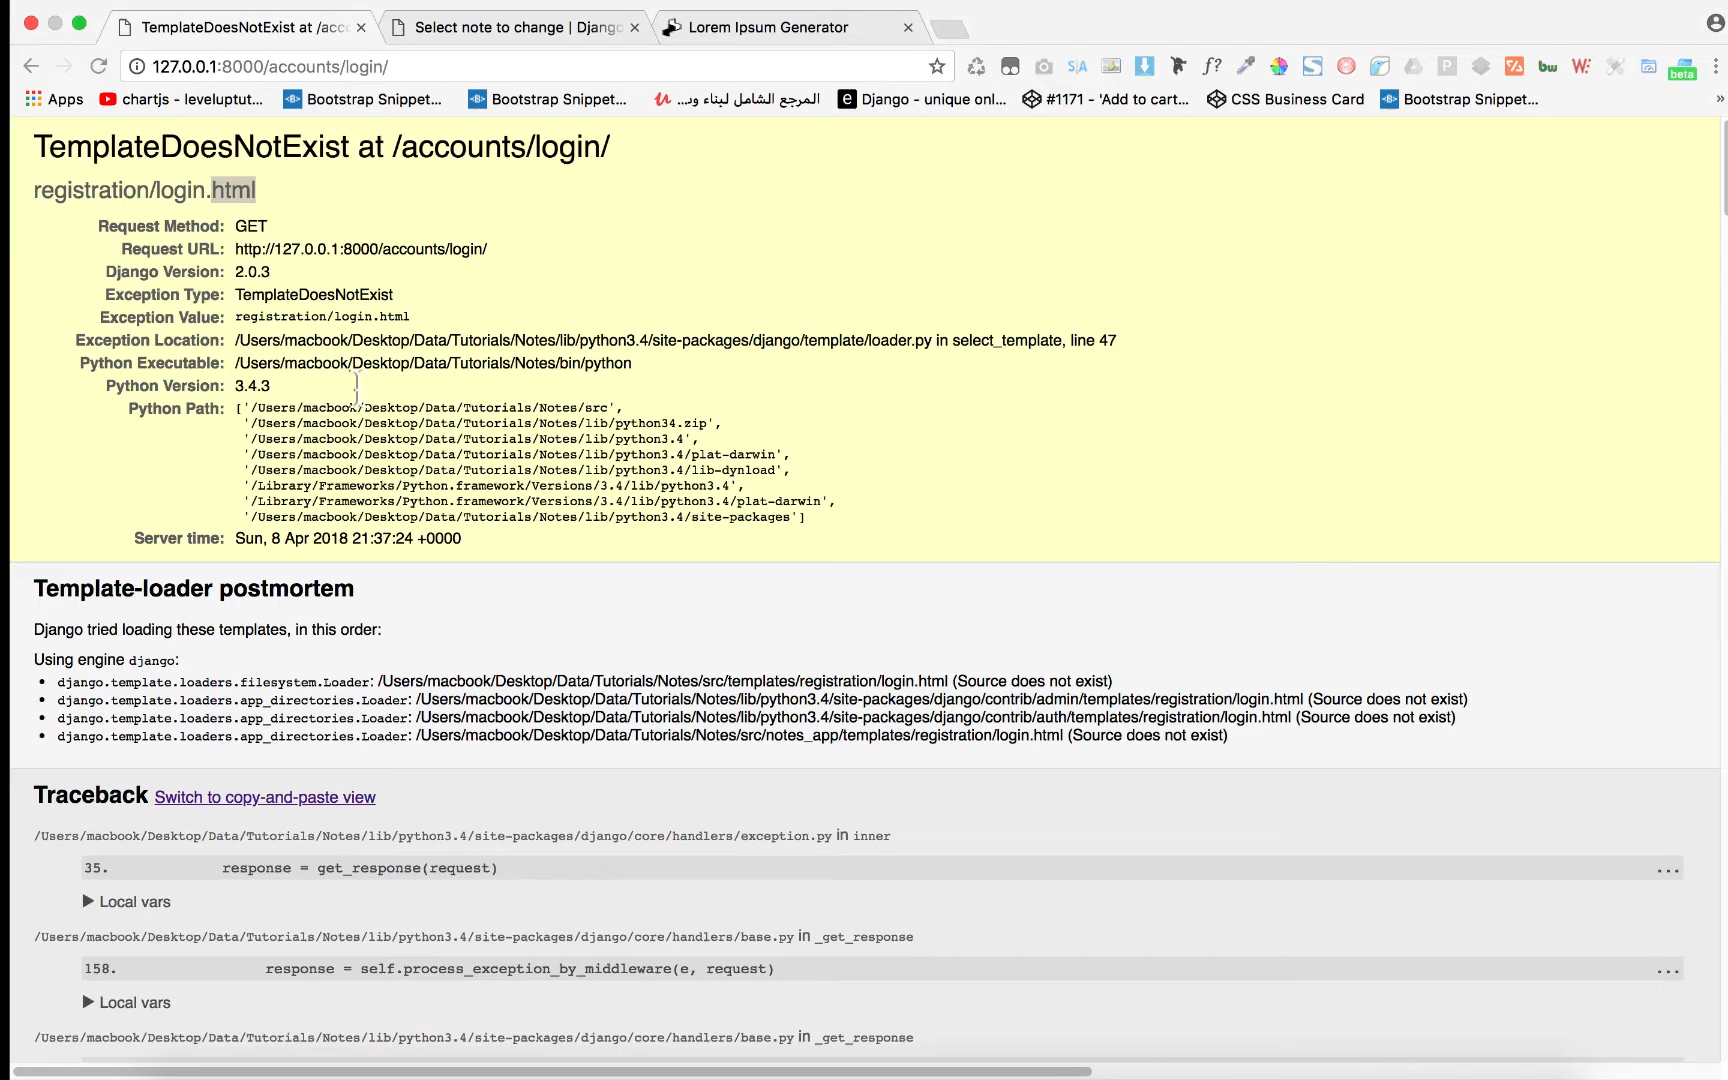 TemplateDoesNotExist at /acc
Select note to change | Django
Lorem Ipsum Generator
127.0.0.1:8000/accounts/login/
Apps
chartjs - leveluptut...
Bootstrap Snippet...
Bootstrap Snippet...
المرجع الشامل لبناء ود...
Django - unique onl...
#1171 - 'Add to cart...
CSS Business Card
Bootstrap Snippet...
TemplateDoesNotExist at /accounts/login/
registration/login.html
Request Method: GET
Request URL: http://127.0.0.1:8000/accounts/login/
Django Version: 2.0.3
Exception Type: TemplateDoesNotExist
Exception Value: registration/login.html
Exception Location: /Users/macbook/Desktop/Data/Tutorials/Notes/lib/python3.4/site-packages/django/template/loader.py in select_template, line 47
Python Executable: /Users/macbook/Desktop/Data/Tutorials/Notes/bin/python
Python Version: 3.4.3
Python Path: ['/Users/macbook/Desktop/Data/Tutorials/Notes/src',
'/Users/macbook/Desktop/Data/Tutorials/Notes/lib/python34.zip',
'/Users/macbook/Desktop/Data/Tutorials/Notes/lib/python3.4',
'/Users/macbook/Desktop/Data/Tutorials/Notes/lib/python3.4/plat-darwin',
'/Users/macbook/Desktop/Data/Tutorials/Notes/lib/python3.4/lib-dynload',
'/Library/Frameworks/Python.framework/Versions/3.4/lib/python3.4',
'/Library/Frameworks/Python.framework/Versions/3.4/lib/python3.4/plat-darwin',
'/Users/macbook/Desktop/Data/Tutorials/Notes/lib/python3.4/site-packages']
Server time: Sun, 8 Apr 2018 21:37:24 +0000
Template-loader postmortem
Django tried loading these templates, in this order:
Using engine django:
• django.template.loaders.filesystem.Loader: /Users/macbook/Desktop/Data/Tutorials/Notes/src/templates/registration/login.html (Source does not exist)
• django.template.loaders.app_directories.Loader: /Users/macbook/Desktop/Data/Tutorials/Notes/lib/python3.4/site-packages/django/contrib/admin/templates/registration/login.html (Source does not exist)
• django.template.loaders.app_directories.Loader: /Users/macbook/Desktop/Data/Tutorials/Notes/lib/python3.4/site-packages/django/contrib/auth/templates/registration/login.html (Source does not exist)
• django.template.loaders.app_directories.Loader: /Users/macbook/Desktop/Data/Tutorials/Notes/src/notes_app/templates/registration/login.html (Source does not exist)
Traceback Switch to copy-and-paste view
/Users/macbook/Desktop/Data/Tutorials/Notes/lib/python3.4/site-packages/django/core/handlers/exception.py in inner
35. response = get_response(request) ...
▶ Local vars
/Users/macbook/Desktop/Data/Tutorials/Notes/lib/python3.4/site-packages/django/core/handlers/base.py in _get_response
158. response = self.process_exception_by_middleware(e, request) ...
▶ Local vars
/Users/macbook/Desktop/Data/Tutorials/Notes/lib/python3.4/site-packages/django/core/handlers/base.py in _get_response